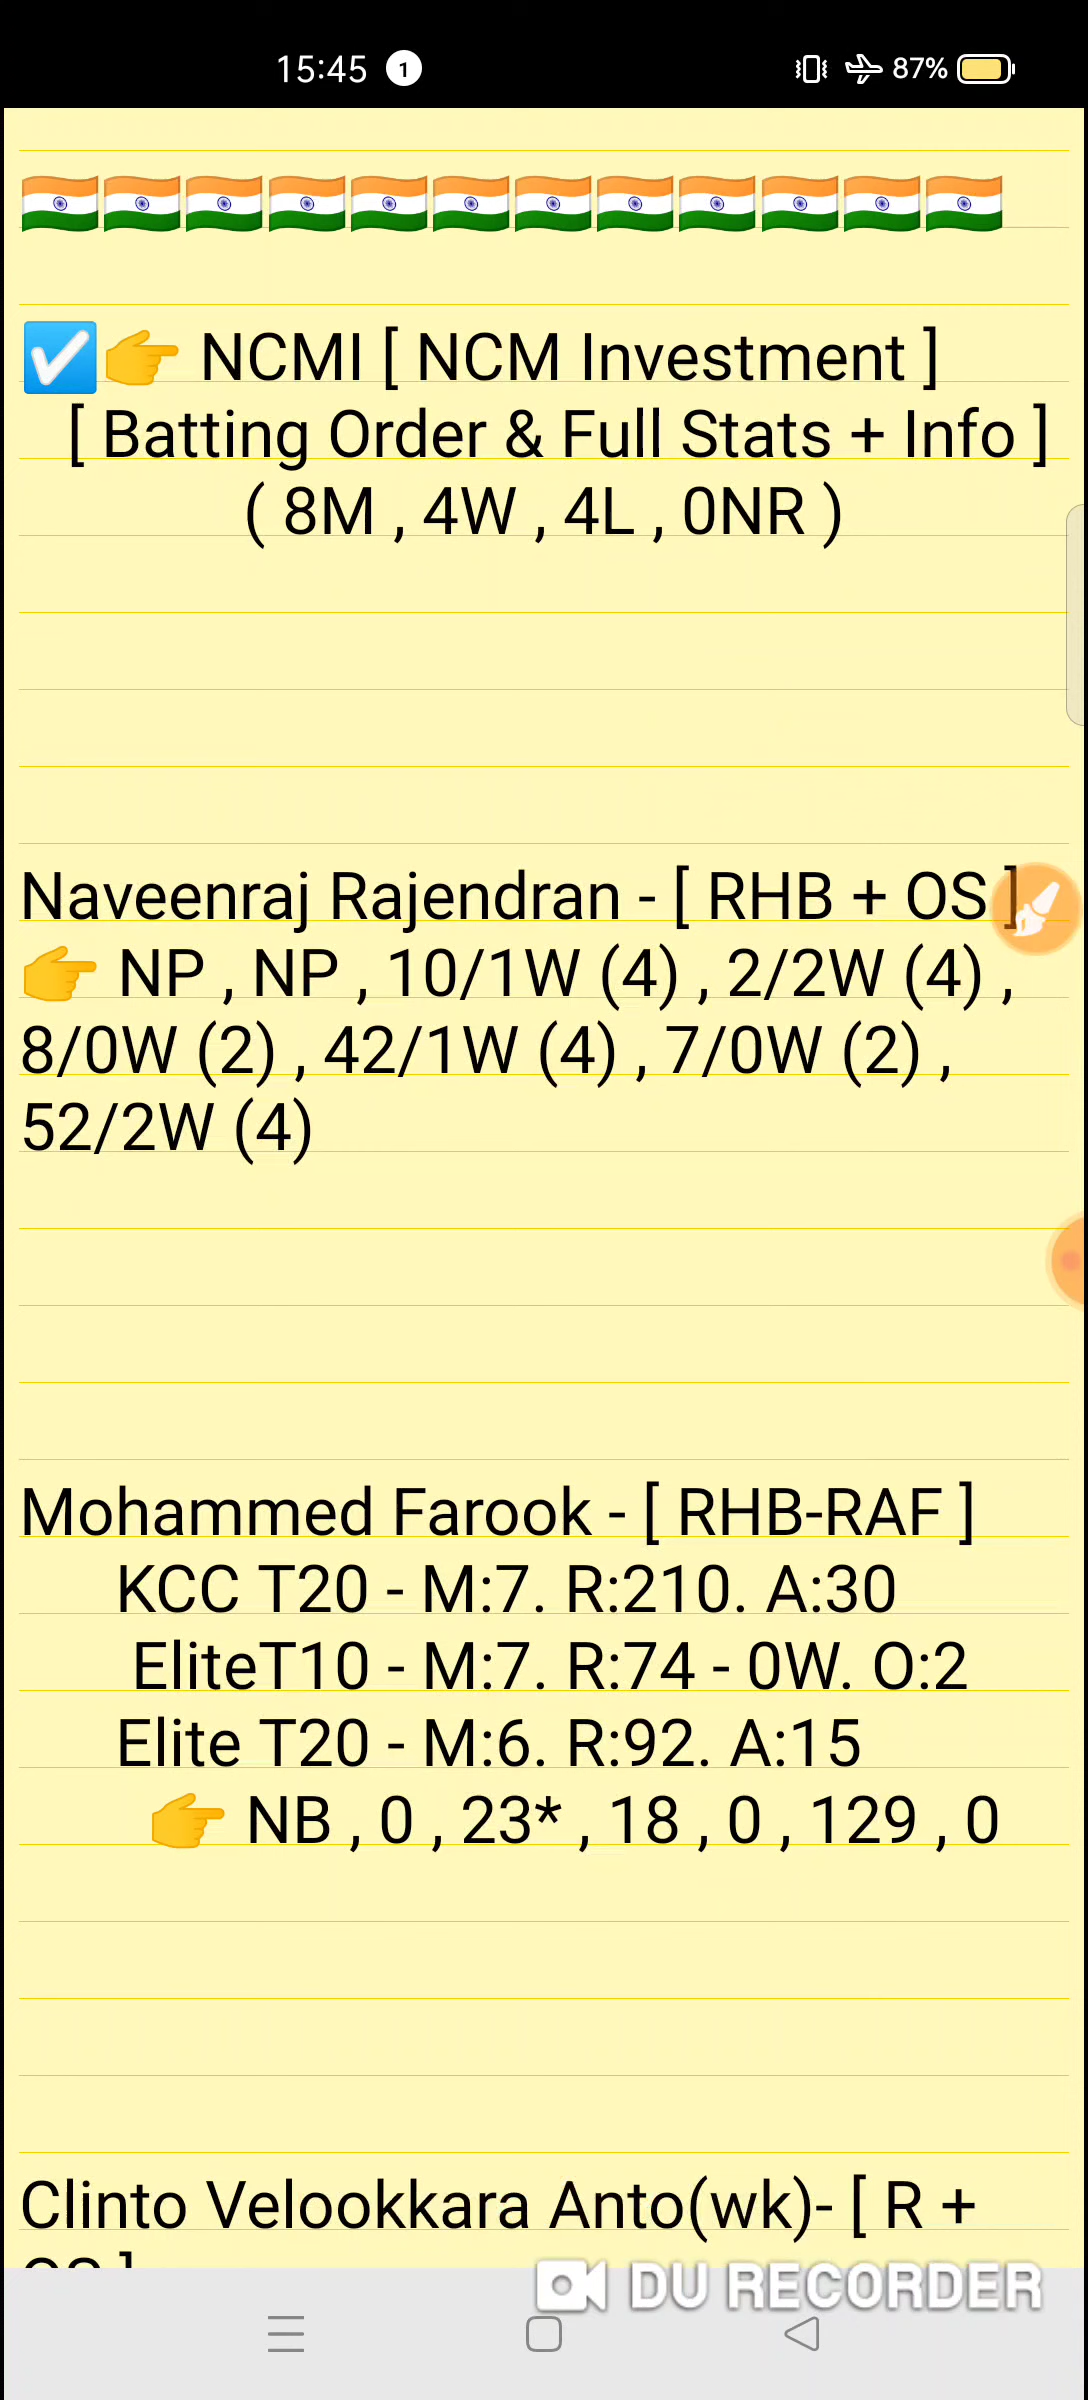 15:45 1 87%
🇮🇳🇮🇳🇮🇳🇮🇳🇮🇳🇮🇳🇮🇳🇮🇳🇮🇳🇮🇳🇮🇳🇮🇳
☑️👉 NCMI [ NCM Investment ]
[ Batting Order & Full Stats + Info ]
( 8M , 4W , 4L , 0NR )
Naveenraj Rajendran - [ RHB + OS ]
👉 NP , NP , 10/1W (4) , 2/2W (4) ,
8/0W (2) , 42/1W (4) , 7/0W (2) ,
52/2W (4)
Mohammed Farook - [ RHB-RAF ]
KCC T20 - M:7. R:210. A:30
EliteT10 - M:7. R:74 - 0W. O:2
Elite T20 - M:6. R:92. A:15
👉 NB , 0 , 23* , 18 , 0 , 129 , 0
Clinto Velookkara Anto(wk)- [ R +
OS ]
DU RECORDER